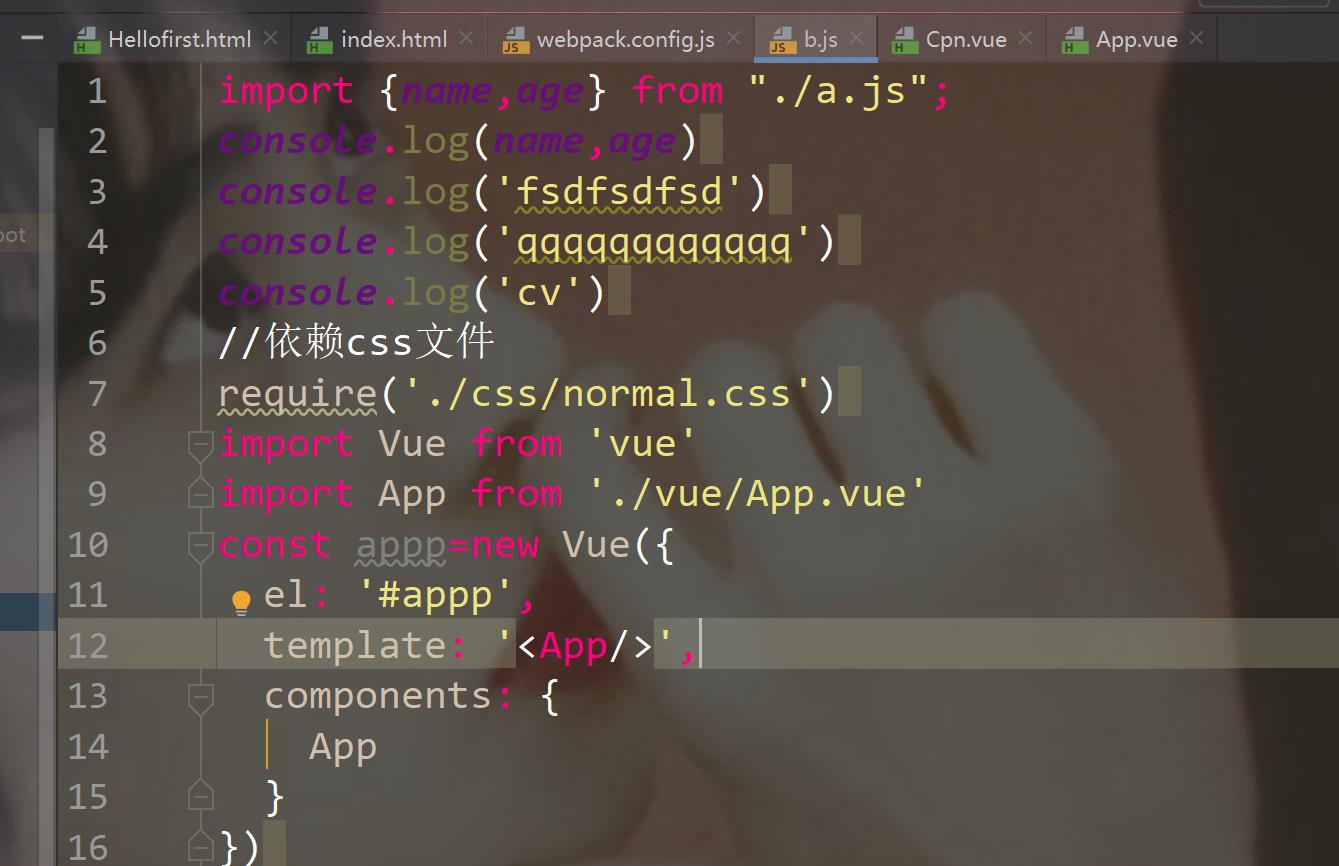 Hellofirst.html index.html webpack.config.js b.js Cpn.vue App.vue
1 import {name,age} from "./a.js";
2 console.log(name,age)
3 console.log('fsdfsdfsd')
4 console.log('qqqqqqqqqqqq')
5 console.log('cv')
6 //依赖css文件
7 require('./css/normal.css')
8 import Vue from 'vue'
9 import App from './vue/App.vue'
10 const appp=new Vue({
11 el: '#appp',
12 template: '<App/>',
13 components: {
14 App
15 }
16 })